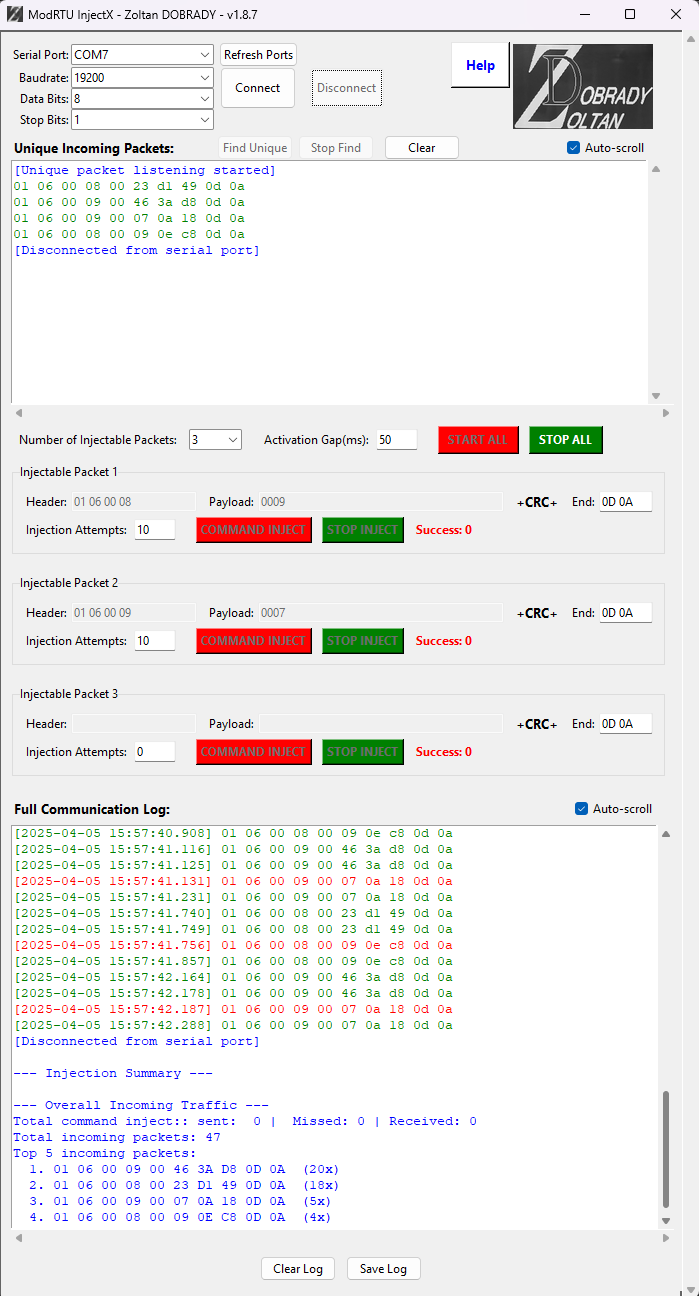 ModRTU InjectX - Zoltan DOBRADY - v1.8.7
Serial Port: COM7 Refresh Ports
Baudrate: 19200
Data Bits: 8
Stop Bits: 1
Connect Disconnect
Help
ZD
DOBRADY
ZOLTAN
Unique Incoming Packets: Find Unique Stop Find Clear Auto-scroll
[Unique packet listening started]
01 06 00 08 00 23 d1 49 0d 0a
01 06 00 09 00 46 3a d8 0d 0a
01 06 00 09 00 07 0a 18 0d 0a
01 06 00 08 00 09 0e c8 0d 0a
[Disconnected from serial port]
Number of Injectable Packets: 3 Activation Gap(ms): 50 START ALL STOP ALL
Injectable Packet 1
Header: 01 06 00 08 Payload: 0009 +CRC+ End: 0D 0A
Injection Attempts: 10 COMMAND INJECT STOP INJECT Success: 0
Injectable Packet 2
Header: 01 06 00 09 Payload: 0007 +CRC+ End: 0D 0A
Injection Attempts: 10 COMMAND INJECT STOP INJECT Success: 0
Injectable Packet 3
Header: Payload: +CRC+ End: 0D 0A
Injection Attempts: 0 COMMAND INJECT STOP INJECT Success: 0
Full Communication Log: Auto-scroll
[2025-04-05 15:57:40.908] 01 06 00 08 00 09 0e c8 0d 0a
[2025-04-05 15:57:41.116] 01 06 00 09 00 46 3a d8 0d 0a
[2025-04-05 15:57:41.125] 01 06 00 09 00 46 3a d8 0d 0a
[2025-04-05 15:57:41.131] 01 06 00 09 00 07 0a 18 0d 0a
[2025-04-05 15:57:41.231] 01 06 00 09 00 07 0a 18 0d 0a
[2025-04-05 15:57:41.740] 01 06 00 08 00 23 d1 49 0d 0a
[2025-04-05 15:57:41.749] 01 06 00 08 00 23 d1 49 0d 0a
[2025-04-05 15:57:41.756] 01 06 00 08 00 09 0e c8 0d 0a
[2025-04-05 15:57:41.857] 01 06 00 08 00 09 0e c8 0d 0a
[2025-04-05 15:57:42.164] 01 06 00 09 00 46 3a d8 0d 0a
[2025-04-05 15:57:42.178] 01 06 00 09 00 46 3a d8 0d 0a
[2025-04-05 15:57:42.187] 01 06 00 09 00 07 0a 18 0d 0a
[2025-04-05 15:57:42.288] 01 06 00 09 00 07 0a 18 0d 0a
[Disconnected from serial port]
--- Injection Summary ---
--- Overall Incoming Traffic ---
Total command inject:: sent: 0 | Missed: 0 | Received: 0
Total incoming packets: 47
Top 5 incoming packets:
1. 01 06 00 09 00 46 3A D8 0D 0A (20x)
2. 01 06 00 08 00 23 D1 49 0D 0A (18x)
3. 01 06 00 09 00 07 0A 18 0D 0A (5x)
4. 01 06 00 08 00 09 0E C8 0D 0A (4x)
Clear Log Save Log